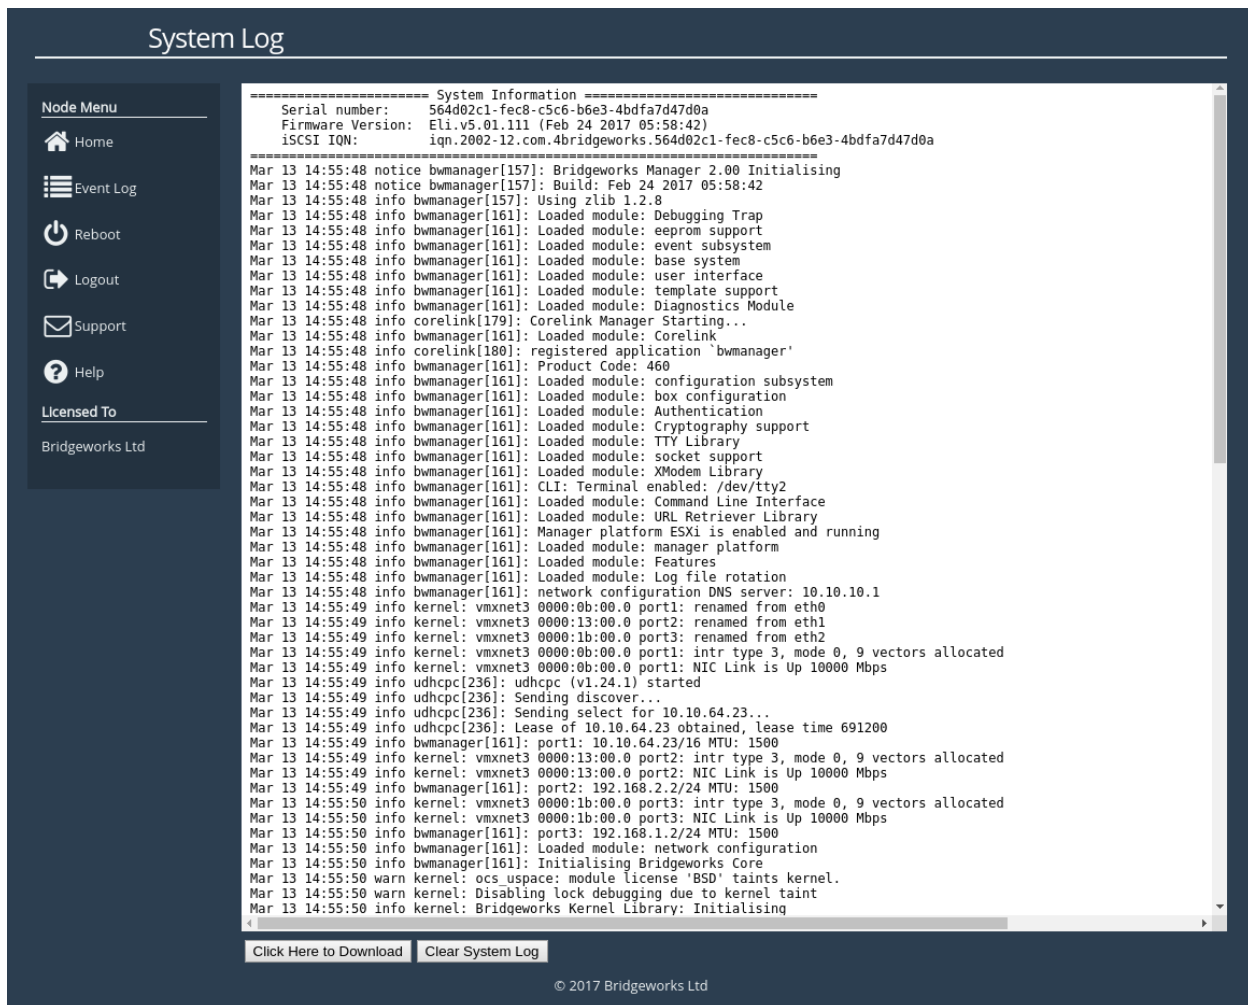 System Log
Node Menu
Home
Event Log
Reboot
Logout
Support
Help
Licensed To
Bridgeworks Ltd
======================= System Information ==============================
Serial number: 564d02c1-fec8-c5c6-b6e3-4bdfa7d47d0a
Firmware Version: Eli.v5.01.111 (Feb 24 2017 05:58:42)
iSCSI IQN: iqn.2002-12.com.4bridgeworks.564d02c1-fec8-c5c6-b6e3-4bdfa7d47d0a
=========================================================================
Mar 13 14:55:48 notice bwmanager[157]: Bridgeworks Manager 2.00 Initialising
Mar 13 14:55:48 notice bwmanager[157]: Build: Feb 24 2017 05:58:42
Mar 13 14:55:48 info bwmanager[157]: Using zlib 1.2.8
Mar 13 14:55:48 info bwmanager[161]: Loaded module: Debugging Trap
Mar 13 14:55:48 info bwmanager[161]: Loaded module: eeprom support
Mar 13 14:55:48 info bwmanager[161]: Loaded module: event subsystem
Mar 13 14:55:48 info bwmanager[161]: Loaded module: base system
Mar 13 14:55:48 info bwmanager[161]: Loaded module: user interface
Mar 13 14:55:48 info bwmanager[161]: Loaded module: template support
Mar 13 14:55:48 info bwmanager[161]: Loaded module: Diagnostics Module
Mar 13 14:55:48 info corelink[179]: Corelink Manager Starting...
Mar 13 14:55:48 info bwmanager[161]: Loaded module: Corelink
Mar 13 14:55:48 info corelink[180]: registered application `bwmanager'
Mar 13 14:55:48 info bwmanager[161]: Product Code: 460
Mar 13 14:55:48 info bwmanager[161]: Loaded module: configuration subsystem
Mar 13 14:55:48 info bwmanager[161]: Loaded module: box configuration
Mar 13 14:55:48 info bwmanager[161]: Loaded module: Authentication
Mar 13 14:55:48 info bwmanager[161]: Loaded module: Cryptography support
Mar 13 14:55:48 info bwmanager[161]: Loaded module: TTY Library
Mar 13 14:55:48 info bwmanager[161]: Loaded module: socket support
Mar 13 14:55:48 info bwmanager[161]: Loaded module: XModem Library
Mar 13 14:55:48 info bwmanager[161]: CLI: Terminal enabled: /dev/tty2
Mar 13 14:55:48 info bwmanager[161]: Loaded module: Command Line Interface
Mar 13 14:55:48 info bwmanager[161]: Loaded module: URL Retriever Library
Mar 13 14:55:48 info bwmanager[161]: Manager platform ESXi is enabled and running
Mar 13 14:55:48 info bwmanager[161]: Loaded module: manager platform
Mar 13 14:55:48 info bwmanager[161]: Loaded module: Features
Mar 13 14:55:48 info bwmanager[161]: Loaded module: Log file rotation
Mar 13 14:55:48 info bwmanager[161]: network configuration DNS server: 10.10.10.1
Mar 13 14:55:49 info kernel: vmxnet3 0000:0b:00.0 port1: renamed from eth0
Mar 13 14:55:49 info kernel: vmxnet3 0000:13:00.0 port2: renamed from eth1
Mar 13 14:55:49 info kernel: vmxnet3 0000:1b:00.0 port3: renamed from eth2
Mar 13 14:55:49 info kernel: vmxnet3 0000:0b:00.0 port1: intr type 3, mode 0, 9 vectors allocated
Mar 13 14:55:49 info kernel: vmxnet3 0000:0b:00.0 port1: NIC Link is Up 10000 Mbps
Mar 13 14:55:49 info udhcpc[236]: udhcpc (v1.24.1) started
Mar 13 14:55:49 info udhcpc[236]: Sending discover...
Mar 13 14:55:49 info udhcpc[236]: Sending select for 10.10.64.23...
Mar 13 14:55:49 info udhcpc[236]: Lease of 10.10.64.23 obtained, lease time 691200
Mar 13 14:55:49 info bwmanager[161]: port1: 10.10.64.23/16 MTU: 1500
Mar 13 14:55:49 info kernel: vmxnet3 0000:13:00.0 port2: intr type 3, mode 0, 9 vectors allocated
Mar 13 14:55:49 info kernel: vmxnet3 0000:13:00.0 port2: NIC Link is Up 10000 Mbps
Mar 13 14:55:49 info bwmanager[161]: port2: 192.168.2.2/24 MTU: 1500
Mar 13 14:55:50 info kernel: vmxnet3 0000:1b:00.0 port3: intr type 3, mode 0, 9 vectors allocated
Mar 13 14:55:50 info kernel: vmxnet3 0000:1b:00.0 port3: NIC Link is Up 10000 Mbps
Mar 13 14:55:50 info bwmanager[161]: port3: 192.168.1.2/24 MTU: 1500
Mar 13 14:55:50 info bwmanager[161]: Loaded module: network configuration
Mar 13 14:55:50 info bwmanager[161]: Initialising Bridgeworks Core
Mar 13 14:55:50 warn kernel: ocs_uspace: module license 'BSD' taints kernel.
Mar 13 14:55:50 warn kernel: Disabling lock debugging due to kernel taint
Mar 13 14:55:50 info kernel: Bridgeworks Kernel Library: Initialising
Click Here to Download
Clear System Log
© 2017 Bridgeworks Ltd